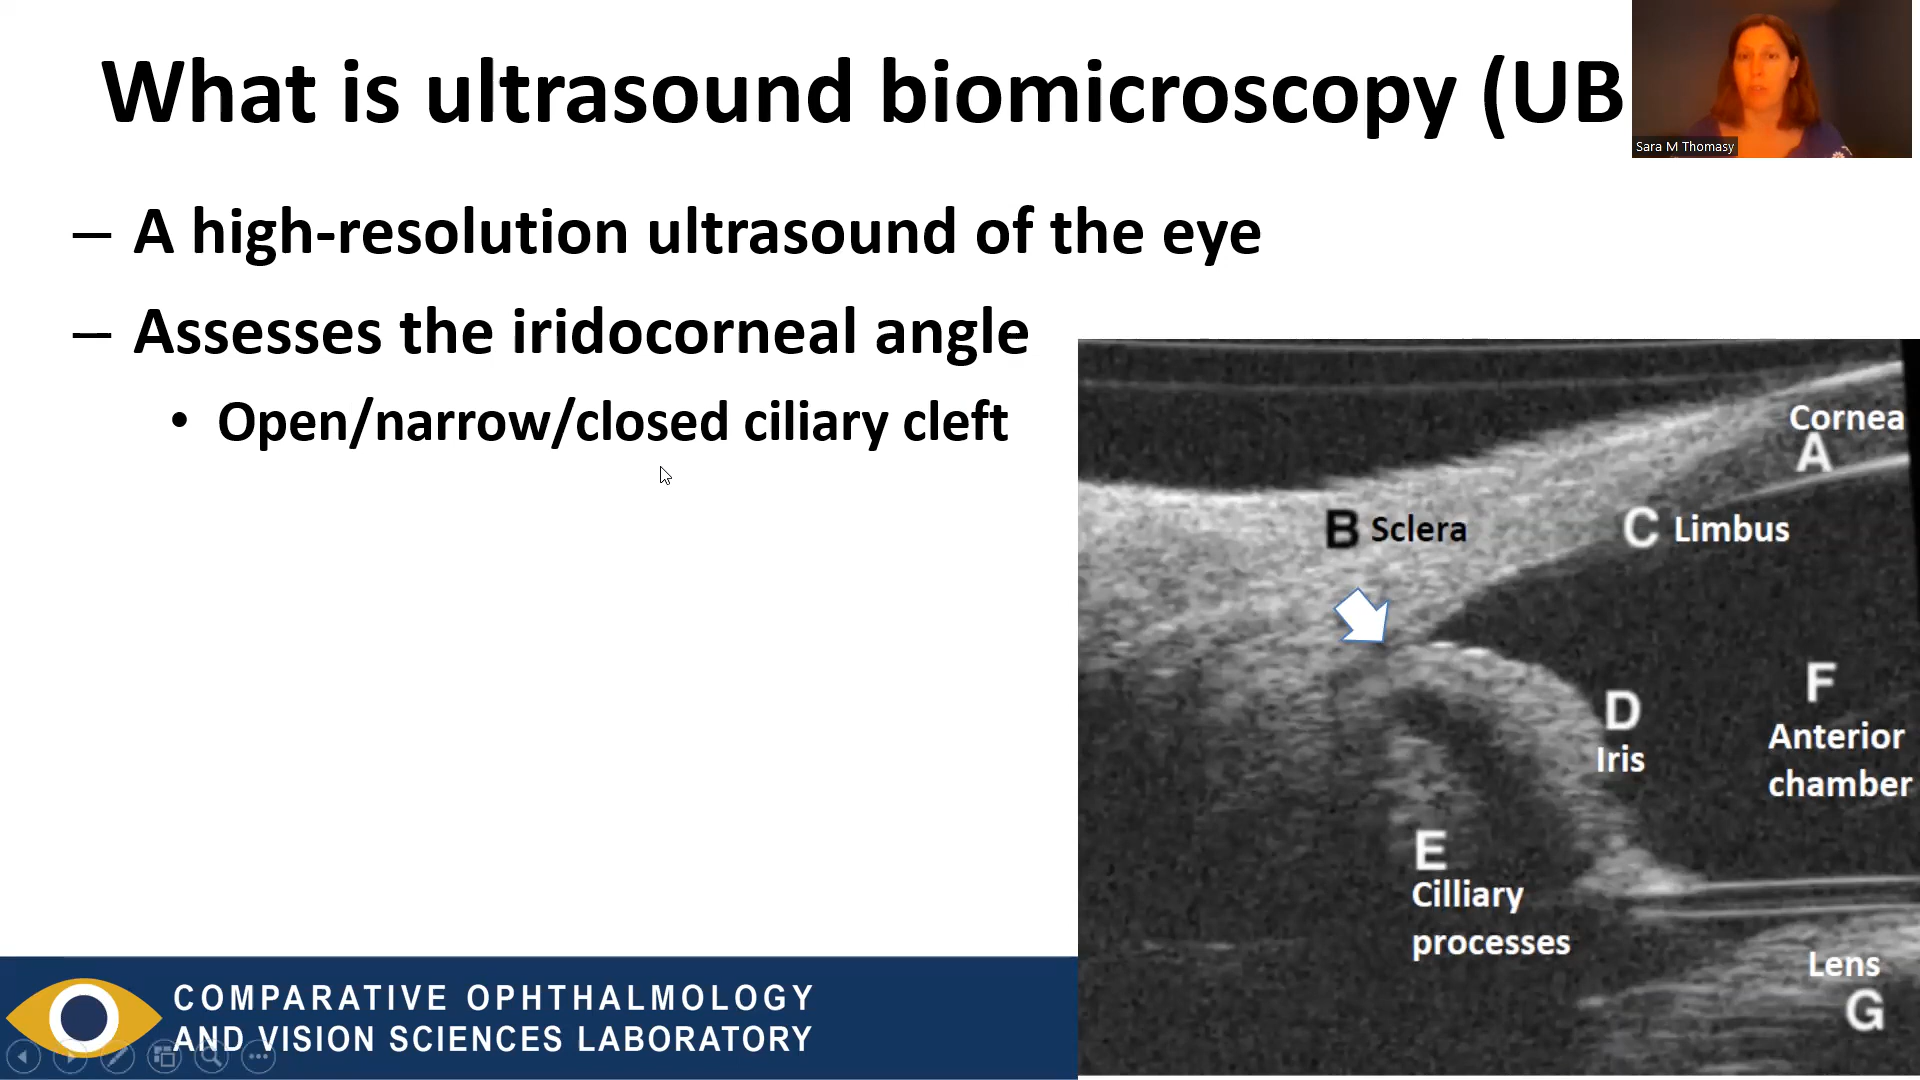 What is ultrasound biomicroscopy (UB
Sara M Thomasy
– A high-resolution ultrasound of the eye
– Assesses the iridocorneal angle
• Open/narrow/closed ciliary cleft
Cornea
A
B Sclera
C Limbus
D
Iris
F
Anterior
chamber
E
Cilliary
processes
Lens
G
COMPARATIVE OPHTHALMOLOGY
AND VISION SCIENCES LABORATORY